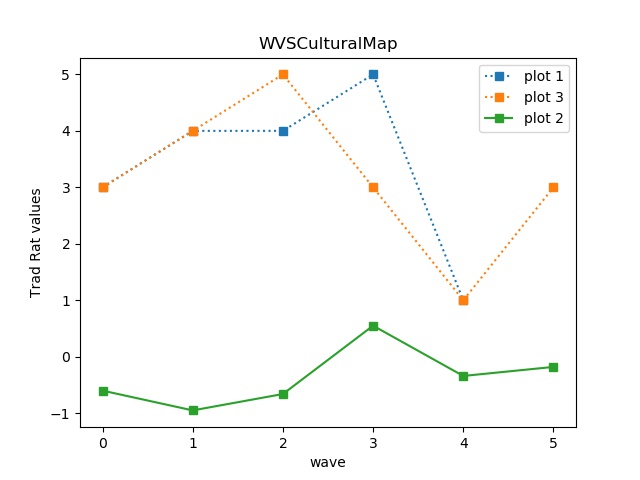 WVSCulturalMap
plot 1
plot 3
plot 2
Trad Rat values
5
4
3
2
1
0
−1
0 1 2 3 4 5
wave